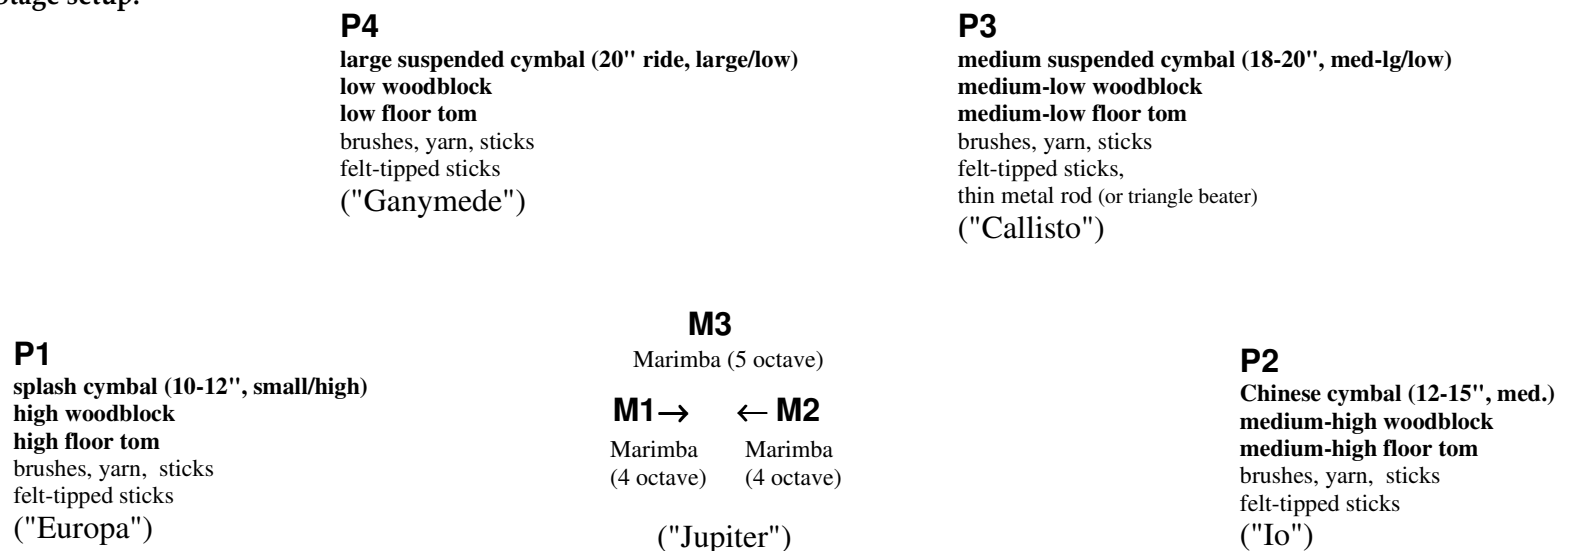 Stage setup:
P4
large suspended cymbal (20" ride, large/low)
low woodblock
low floor tom
brushes, yarn, sticks
felt-tipped sticks
("Ganymede")
P3
medium suspended cymbal (18-20", med-lg/low)
medium-low woodblock
medium-low floor tom
brushes, yarn, sticks
felt-tipped sticks,
thin metal rod (or triangle beater)
("Callisto")
P1
splash cymbal (10-12", small/high)
high woodblock
high floor tom
brushes, yarn, sticks
felt-tipped sticks
("Europa")
M3
Marimba (5 octave)
M1→ ←M2
Marimba Marimba
(4 octave) (4 octave)
("Jupiter")
P2
Chinese cymbal (12-15", med.)
medium-high woodblock
medium-high floor tom
brushes, yarn, sticks
felt-tipped sticks
("Io")